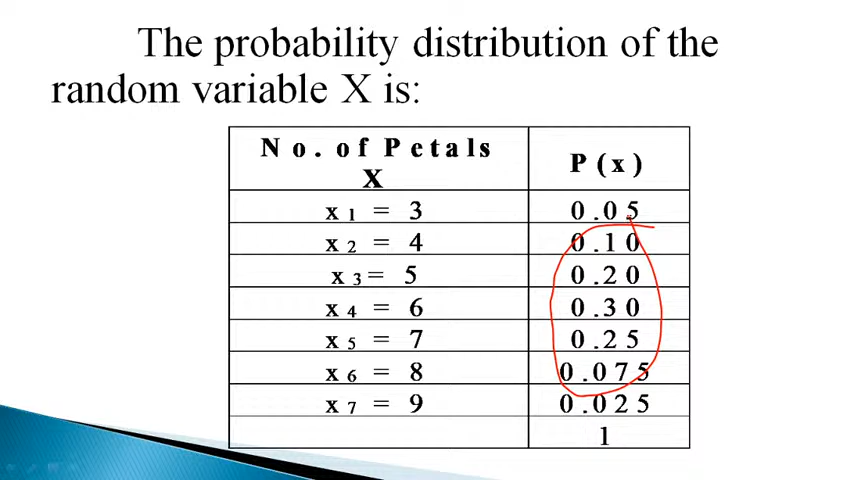 The probability distribution of the
random variable X is:
No. of Petals P(x)
X
x1 = 3 0.05
x2 = 4 0.10
x3= 5 0.20
x4 = 6 0.30
x5 = 7 0.25
x6 = 8 0.075
x7 = 9 0.025
1